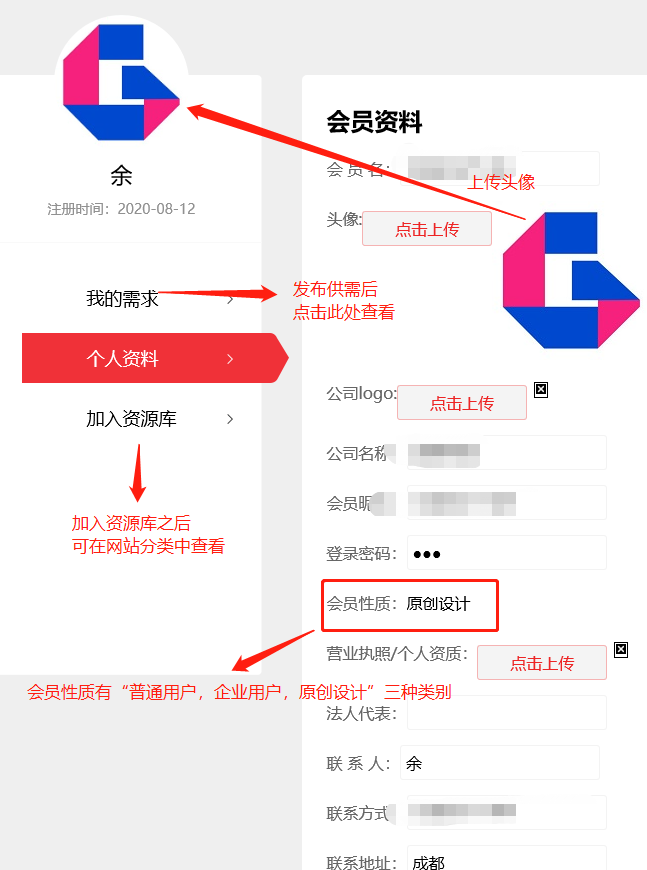 余
注册时间：2020-08-12
我的需求
发布供需后
点击此处查看
个人资料
加入资源库
加入资源库之后
可在网站分类中查看
会员资料
会 员 名：
上传头像
头像:
点击上传
公司logo:
点击上传
公司名称
会员昵
登录密码：
●●●
会员性质：原创设计
会员性质有“普通用户，企业用户，原创设计”三种类别
营业执照/个人资质：
点击上传
法人代表：
联 系 人： 余
联系方式
联系地址： 成都